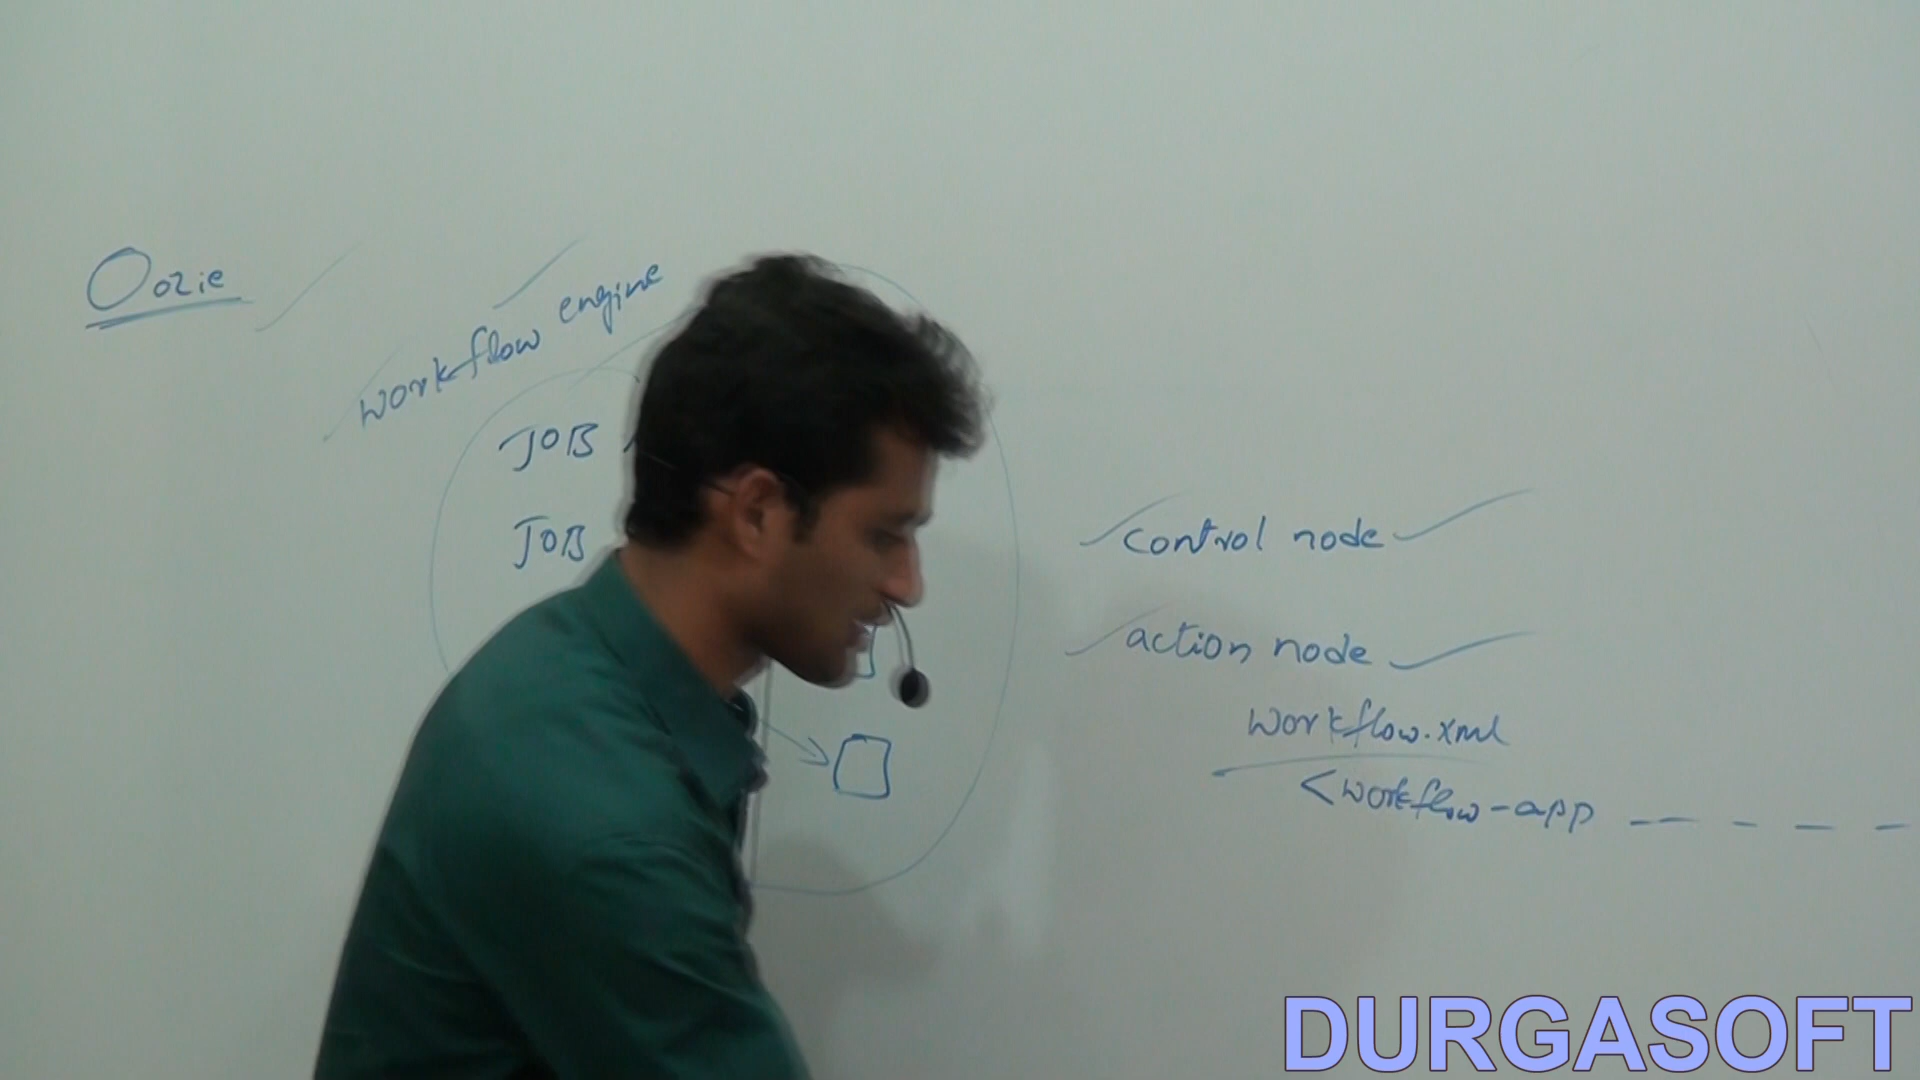 Oozie
workflow engine
JOB
JOB
control node
action node
workflow.xml
<workflow-app - - - -
DURGASOFT